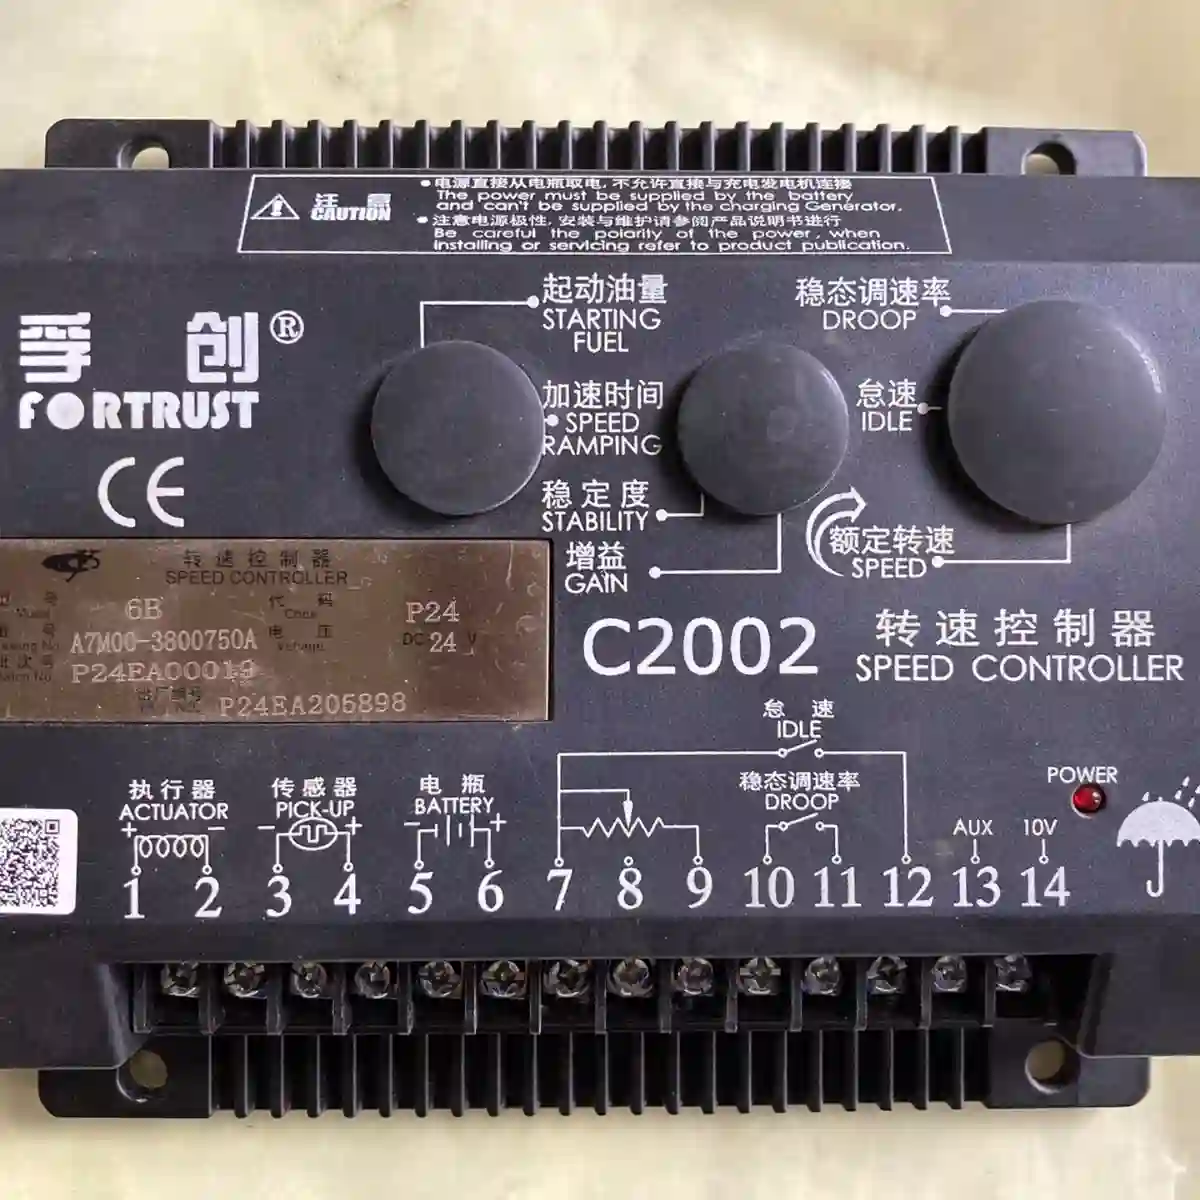 注意
CAUTION
●电源直接从电瓶取电,不允许直接与充电发电机连接
The power must be supplied by the battery
and can't be supplied by the charging Generator.
●注意电源极性,安装与维护请参阅产品说明书进行
Be careful the polarity of the power, when
installing or servicing refer to product publication.
孚创®
FORTRUST
CE
起动油量
STARTING
FUEL
稳态调速率
DROOP
加速时间
SPEED
RAMPING
怠速
IDLE
稳定度
STABILITY
增益
GAIN
额定转速
SPEED
转速控制器
SPEED CONTROLLER
6B
代码
P24
A7M00-3800750A
电压
DC 24 V
P24EA00019
出厂编号
P24EA205898
C2002
转速控制器
SPEED CONTROLLER
怠速
IDLE
执行器
ACTUATOR
+ −
传感器
PICK-UP
− +
电瓶
BATTERY
− +
稳态调速率
DROOP
POWER
AUX 10V
1 2 3 4 5 6 7 8 9 10 11 12 13 14